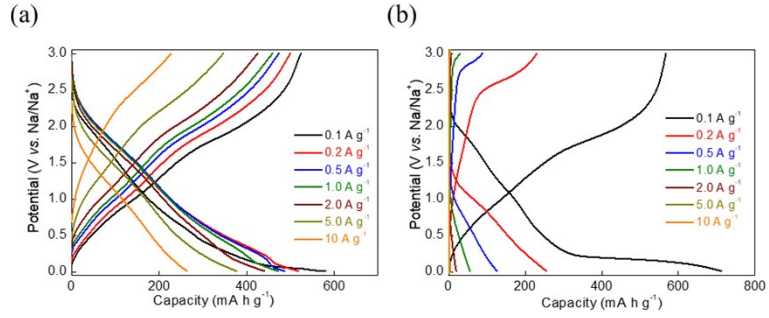 (a)
(b)
Potential (V vs. Na/Na⁺)
3.0
2.5
2.0
1.5
1.0
0.5
0.0
0.1 A g⁻¹
0.2 A g⁻¹
0.5 A g⁻¹
1.0 A g⁻¹
2.0 A g⁻¹
5.0 A g⁻¹
10 A g⁻¹
0
200
400
600
Capacity (mA h g⁻¹)
Potential (V vs. Na/Na⁺)
3.0
2.5
2.0
1.5
1.0
0.5
0.0
0.1 A g⁻¹
0.2 A g⁻¹
0.5 A g⁻¹
1.0 A g⁻¹
2.0 A g⁻¹
5.0 A g⁻¹
10 A g⁻¹
0
200
400
600
800
Capacity (mA h g⁻¹)